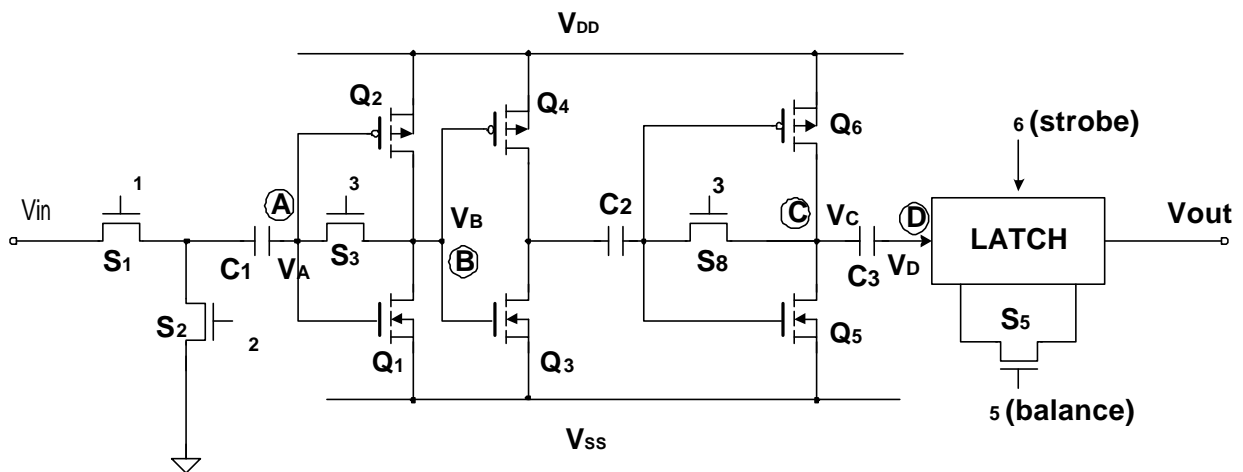 VDD
Q2
Q4
Q6
6 (strobe)
1
3
3
A
C
D
Vin
VB
C2
VC
LATCH
Vout
S1
C1
VA
S3
B
S8
C3
VD
S2
2
Q1
Q3
Q5
S5
5 (balance)
VSS